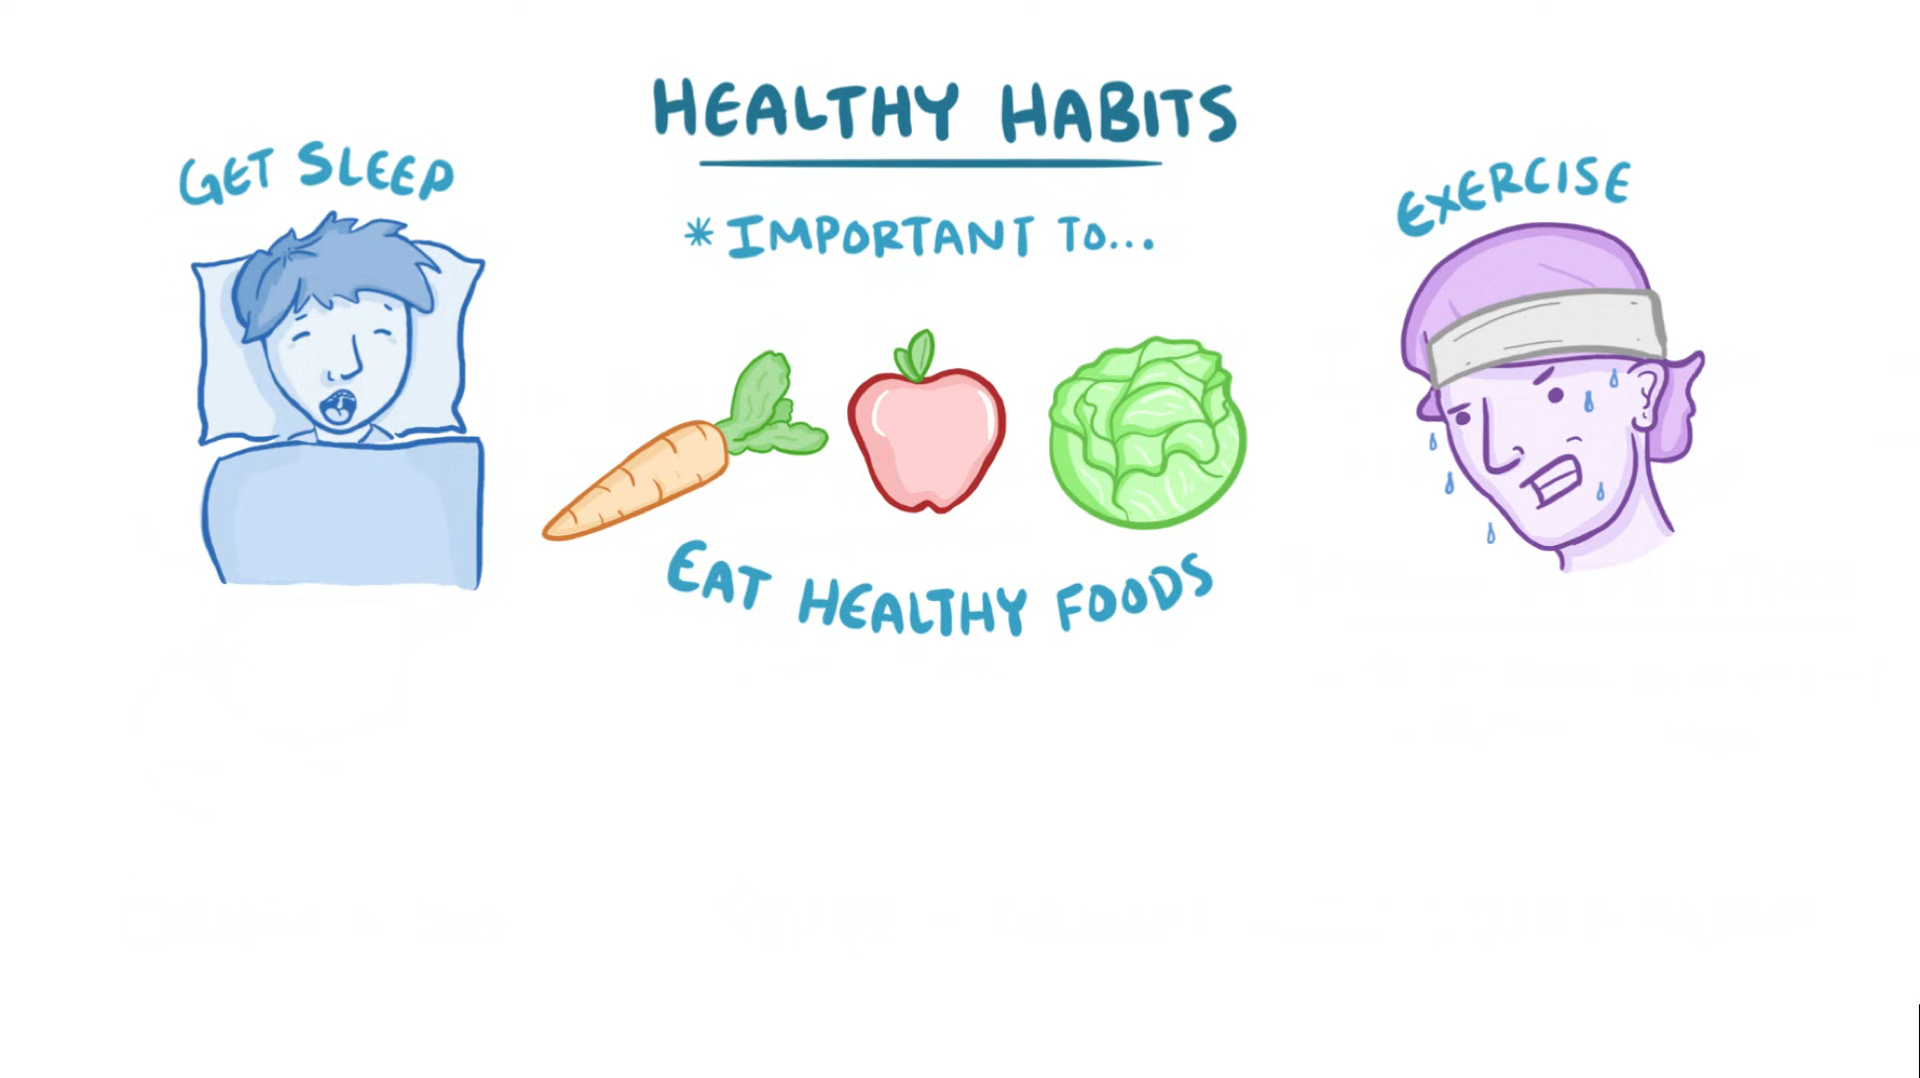 HEALTHY HABITS
* IMPORTANT TO...
GET SLEEP
EXERCISE
EAT HEALTHY FOODS